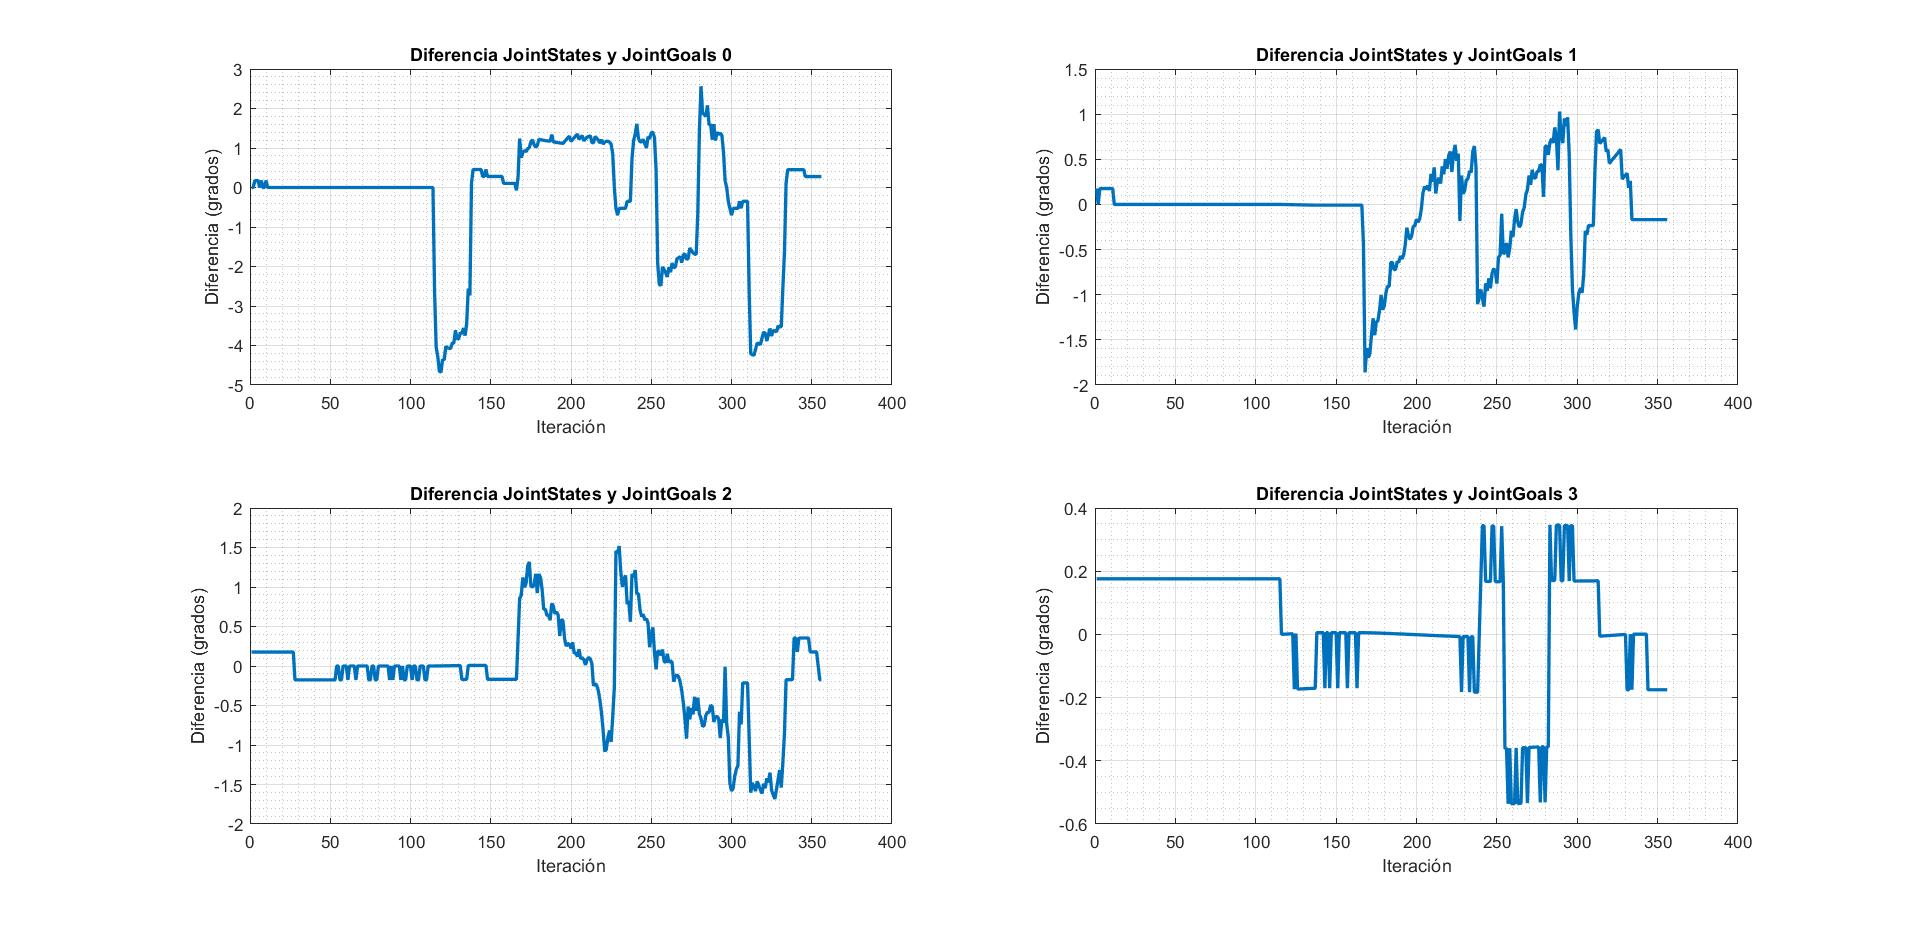 Diferencia JointStates y JointGoals 0
3
2
1
0
-1
-2
-3
-4
-5
Diferencia (grados)
0 50 100 150 200 250 300 350 400
Iteración
Diferencia JointStates y JointGoals 1
1.5
1
0.5
0
-0.5
-1
-1.5
-2
Diferencia (grados)
0 50 100 150 200 250 300 350 400
Iteración
Diferencia JointStates y JointGoals 2
2
1.5
1
0.5
0
-0.5
-1
-1.5
-2
Diferencia (grados)
0 50 100 150 200 250 300 350 400
Iteración
Diferencia JointStates y JointGoals 3
0.4
0.2
0
-0.2
-0.4
-0.6
Diferencia (grados)
0 50 100 150 200 250 300 350 400
Iteración